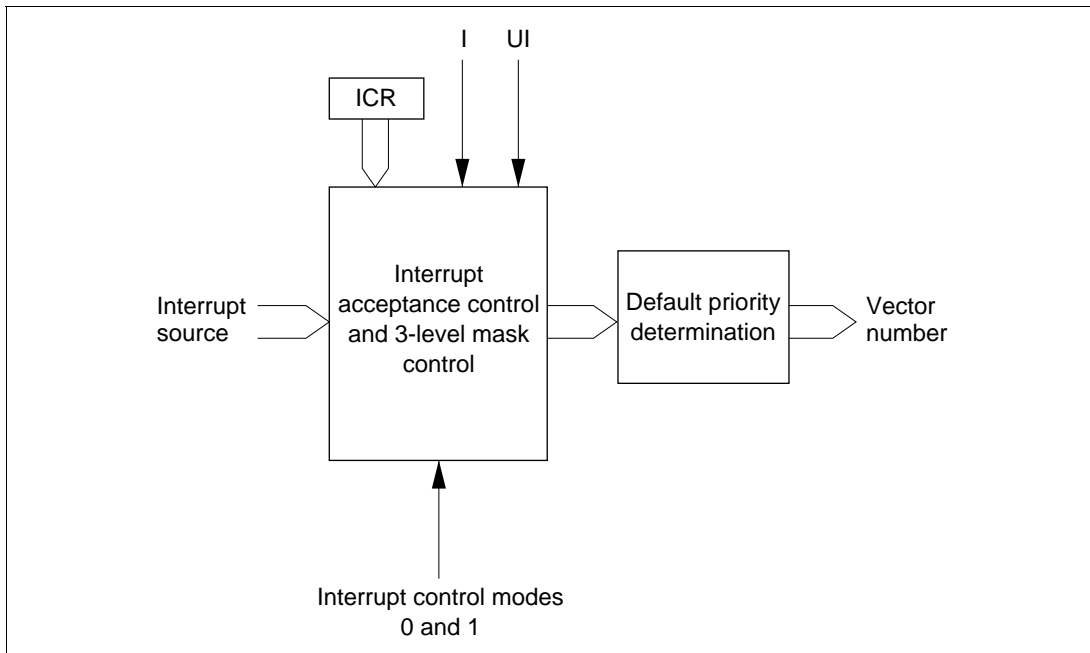 I
UI
ICR
Interrupt
source
Interrupt
acceptance control
and 3-level mask
control
Default priority
determination
Vector
number
Interrupt control modes
0 and 1